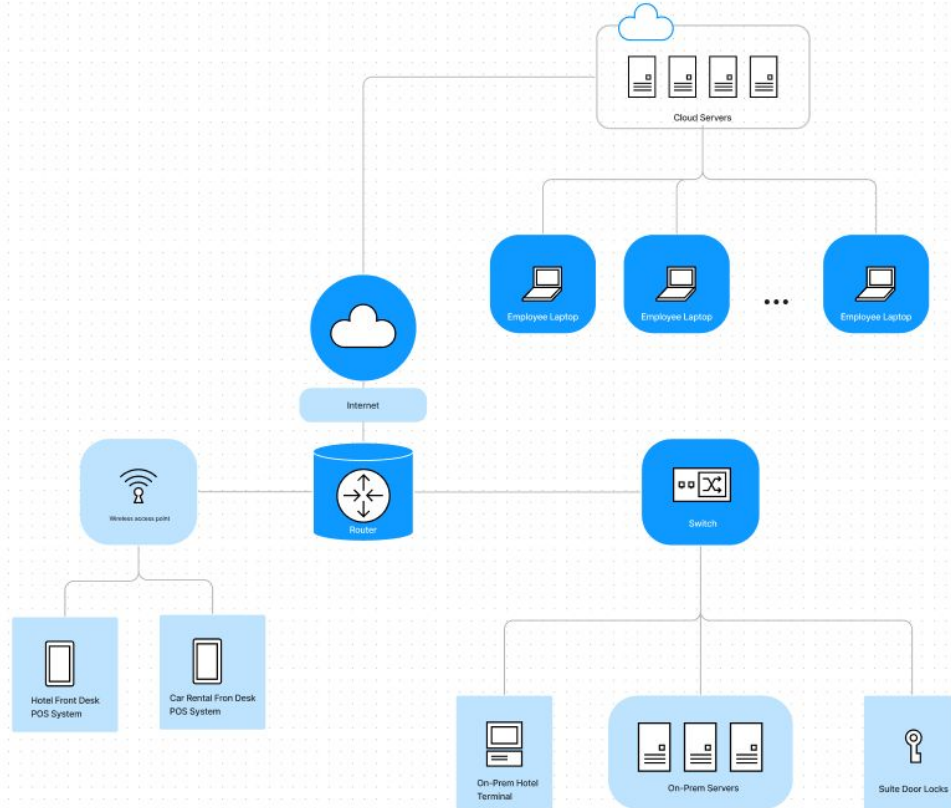 Cloud Servers
Employee Laptop
Employee Laptop
•••
Employee Laptop
Internet
Wireless access point
Router
Switch
Hotel Front Desk
POS System
Car Rental Fron Desk
POS System
On-Prem Hotel
Terminal
On-Prem Servers
Suite Door Locks